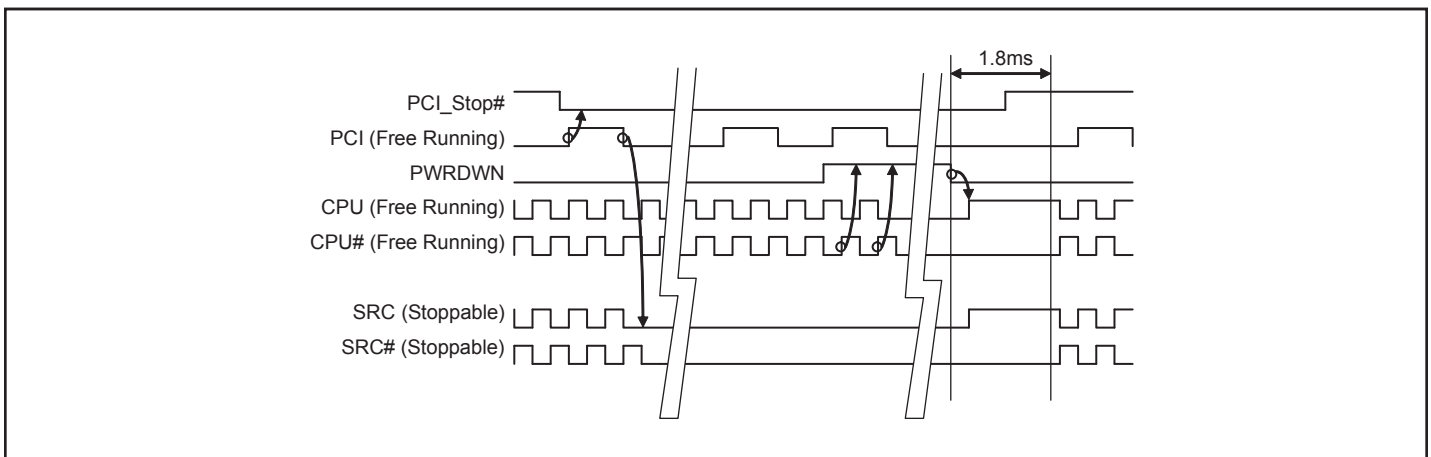 1.8ms
PCI_Stop#
PCI (Free Running)
PWRDWN
CPU (Free Running)
CPU# (Free Running)
SRC (Stoppable)
SRC# (Stoppable)